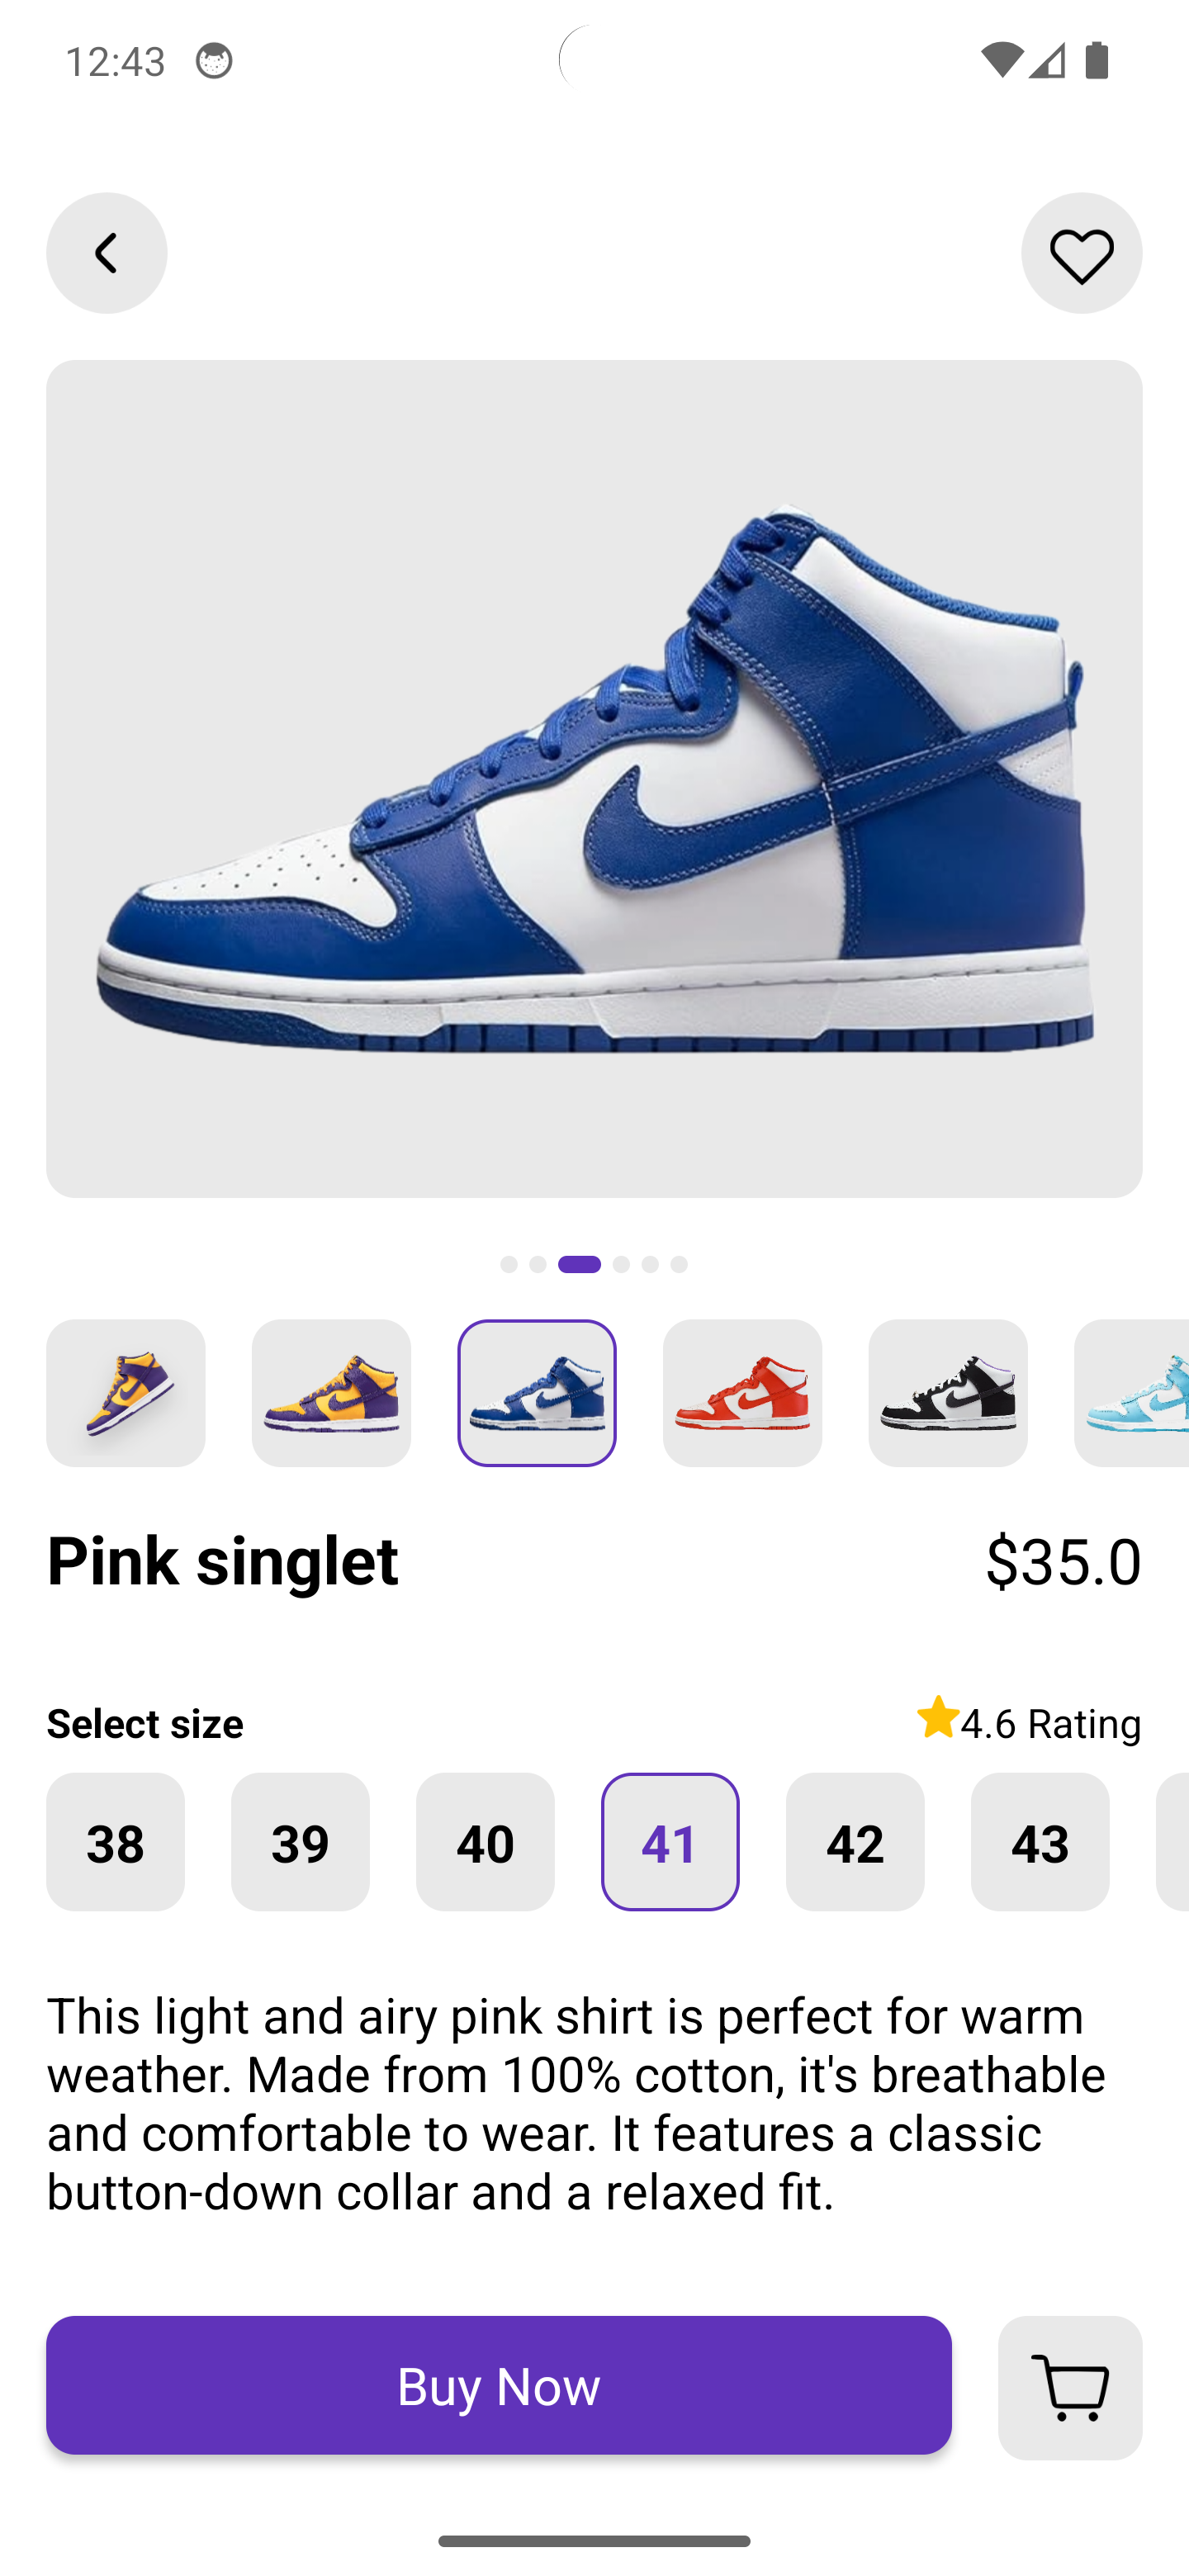 12:43
Pink singlet
$35.0
Select size
4.6 Rating
38
39
40
41
42
43
This light and airy pink shirt is perfect for warm
weather. Made from 100% cotton, it's breathable
and comfortable to wear. It features a classic
button-down collar and a relaxed fit.
Buy Now